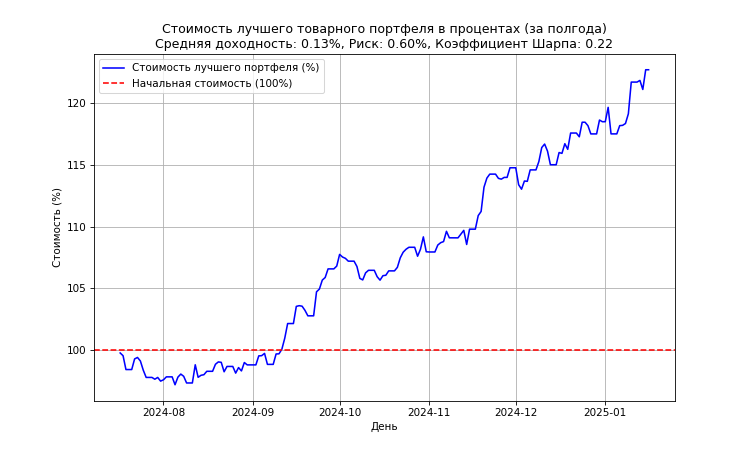 Стоимость лучшего товарного портфеля в процентах (за полгода)
Средняя доходность: 0.13%, Риск: 0.60%, Коэффициент Шарпа: 0.22
Стоимость лучшего портфеля (%)
Начальная стоимость (100%)
Стоимость (%)
120
115
110
105
100
2024-08 2024-09 2024-10 2024-11 2024-12 2025-01
День